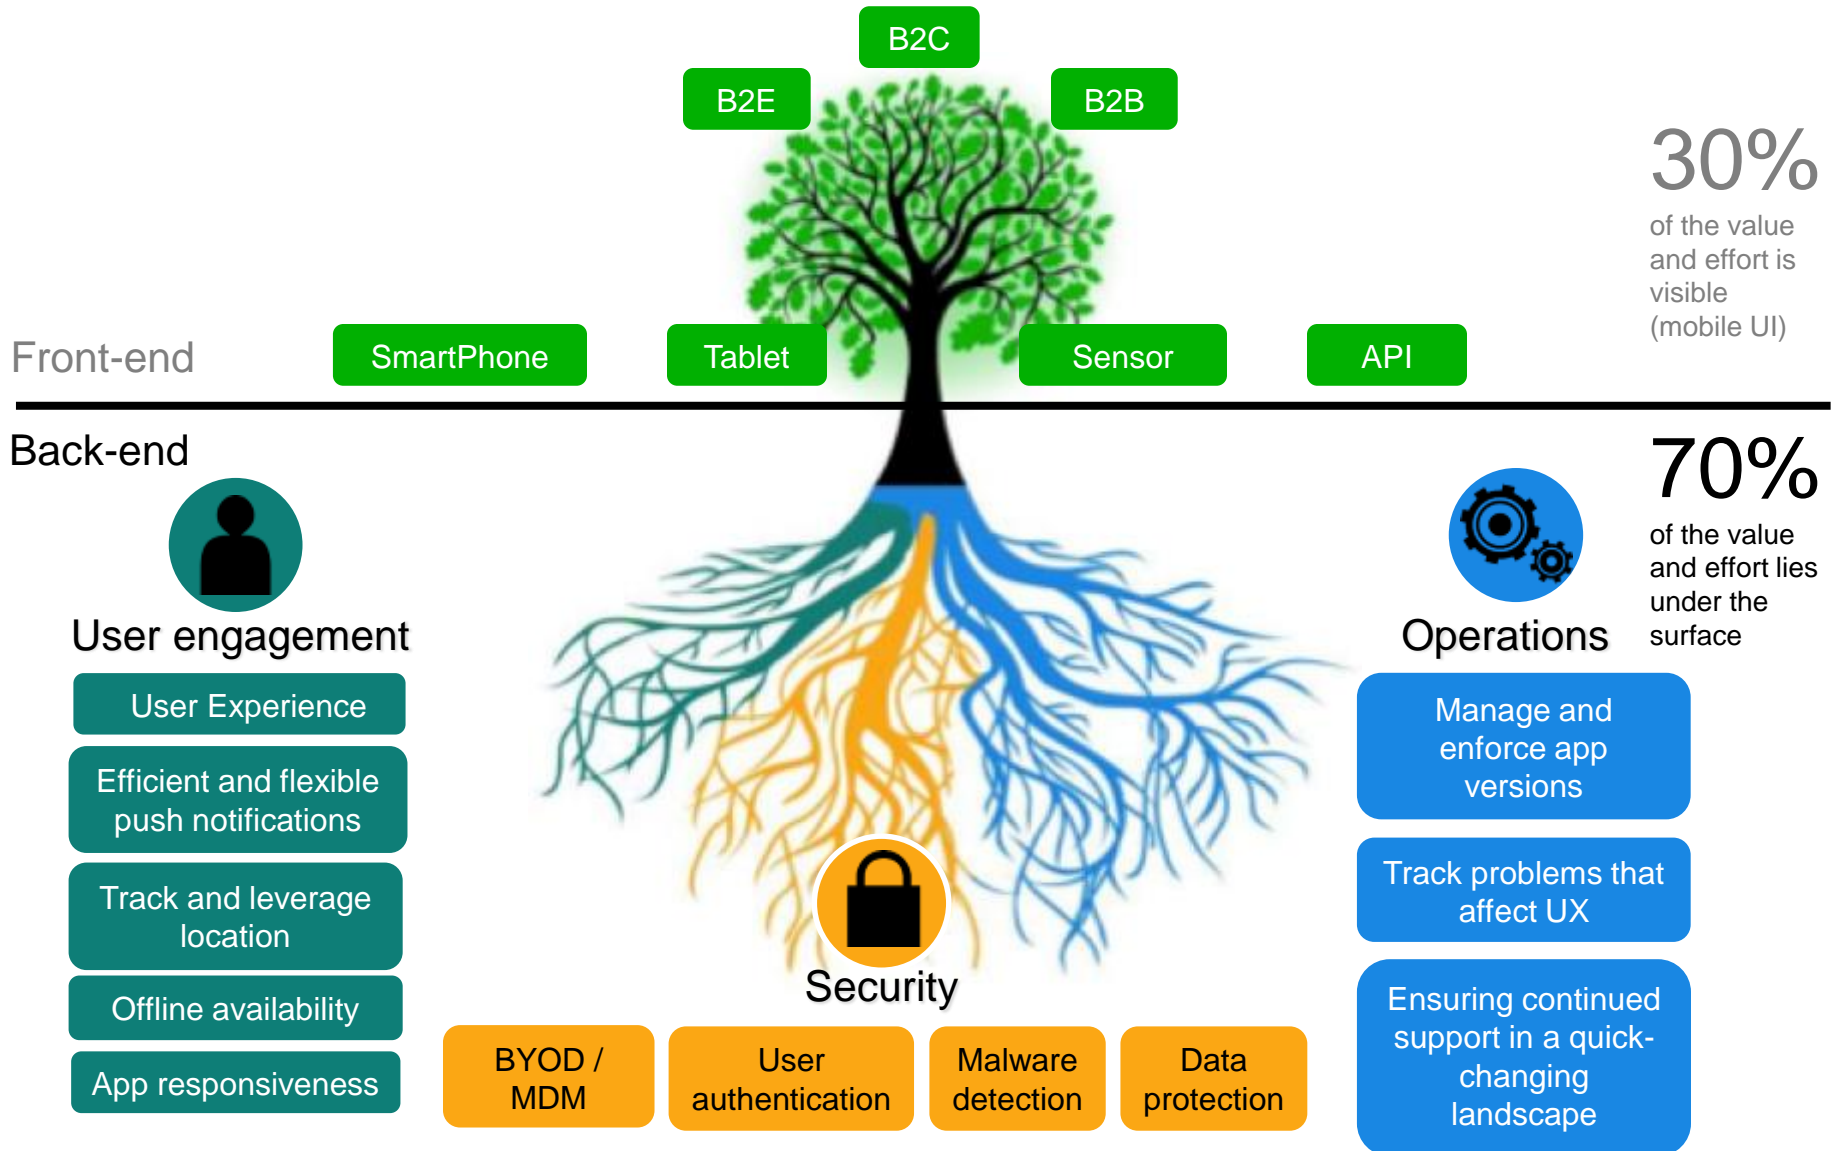 B2C
B2E
B2B
30%
of the value
and effort is
visible
(mobile UI)
Front-end
SmartPhone
Tablet
Sensor
API
Back-end
70%
of the value
and effort lies
under the
surface
User engagement
User Experience
Efficient and flexible
push notifications
Track and leverage
location
Offline availability
App responsiveness
Security
BYOD /
MDM
User
authentication
Malware
detection
Data
protection
Operations
Manage and
enforce app
versions
Track problems that
affect UX
Ensuring continued
support in a quick-
changing
landscape